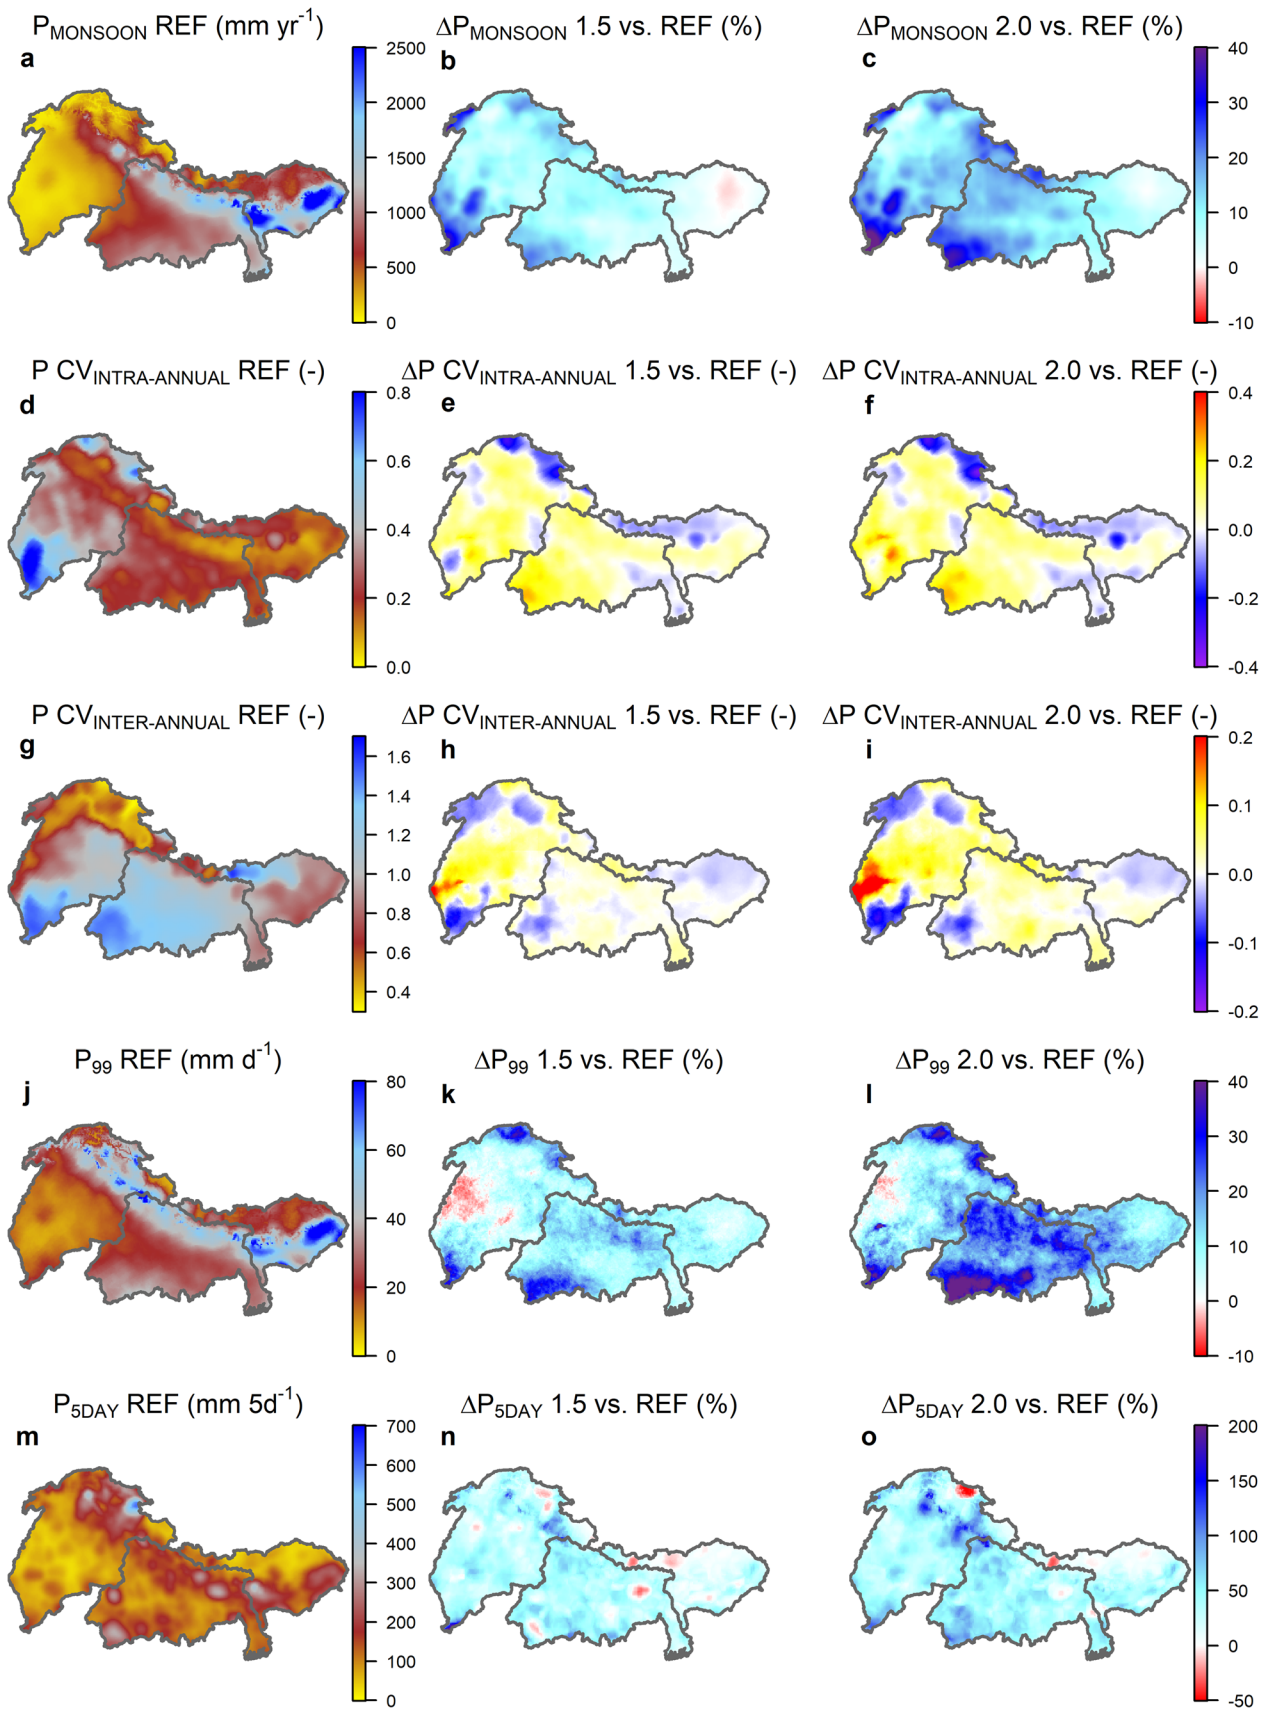 P_MONSOON REF (mm yr⁻¹)
ΔP_MONSOON 1.5 vs. REF (%)
ΔP_MONSOON 2.0 vs. REF (%)
a
b
c
2500
2000
1500
1000
500
0
40
30
20
10
0
-10
P CV_INTRA-ANNUAL REF (-)
ΔP CV_INTRA-ANNUAL 1.5 vs. REF (-)
ΔP CV_INTRA-ANNUAL 2.0 vs. REF (-)
d
e
f
0.8
0.6
0.4
0.2
0.0
0.4
0.2
0.0
-0.2
-0.4
P CV_INTER-ANNUAL REF (-)
ΔP CV_INTER-ANNUAL 1.5 vs. REF (-)
ΔP CV_INTER-ANNUAL 2.0 vs. REF (-)
g
h
i
1.6
1.4
1.2
1.0
0.8
0.6
0.4
0.2
0.1
0.0
-0.1
-0.2
P₉₉ REF (mm d⁻¹)
ΔP₉₉ 1.5 vs. REF (%)
ΔP₉₉ 2.0 vs. REF (%)
j
k
l
80
60
40
20
0
40
30
20
10
0
-10
P_5DAY REF (mm 5d⁻¹)
ΔP_5DAY 1.5 vs. REF (%)
ΔP_5DAY 2.0 vs. REF (%)
m
n
o
700
600
500
400
300
200
100
0
200
150
100
50
0
-50